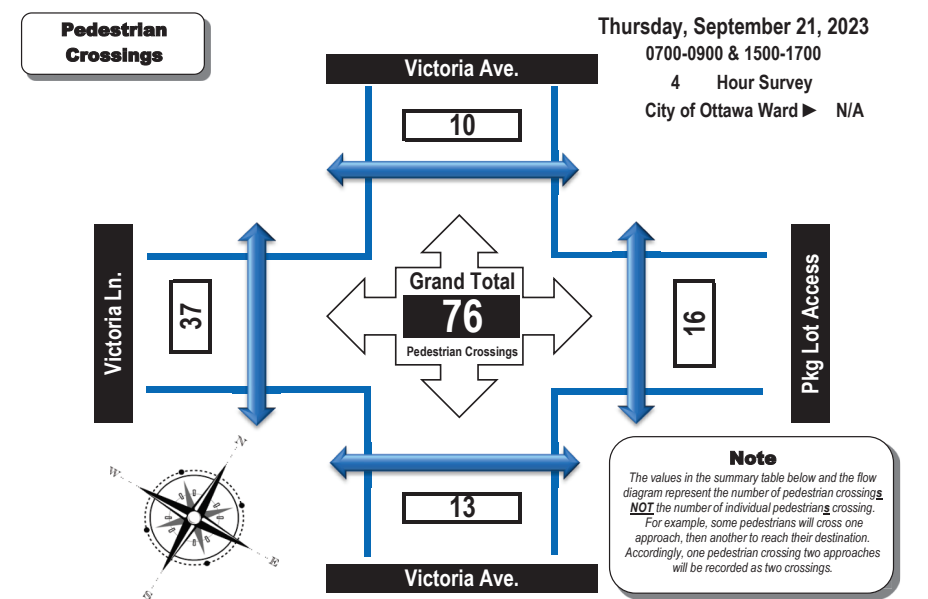 Pedestrian
Crossings
Thursday, September 21, 2023
0700-0900 & 1500-1700
4 Hour Survey
City of Ottawa Ward ► N/A
Victoria Ave.
10
Victoria Ln.
37
Grand Total
76
Pedestrian Crossings
16
Pkg Lot Access
13
Victoria Ave.
N
W
E
S
Note
The values in the summary table below and the flow
diagram represent the number of pedestrian crossings
NOT the number of individual pedestrians crossing.
For example, some pedestrians will cross one
approach, then another to reach their destination.
Accordingly, one pedestrian crossing two approaches
will be recorded as two crossings.